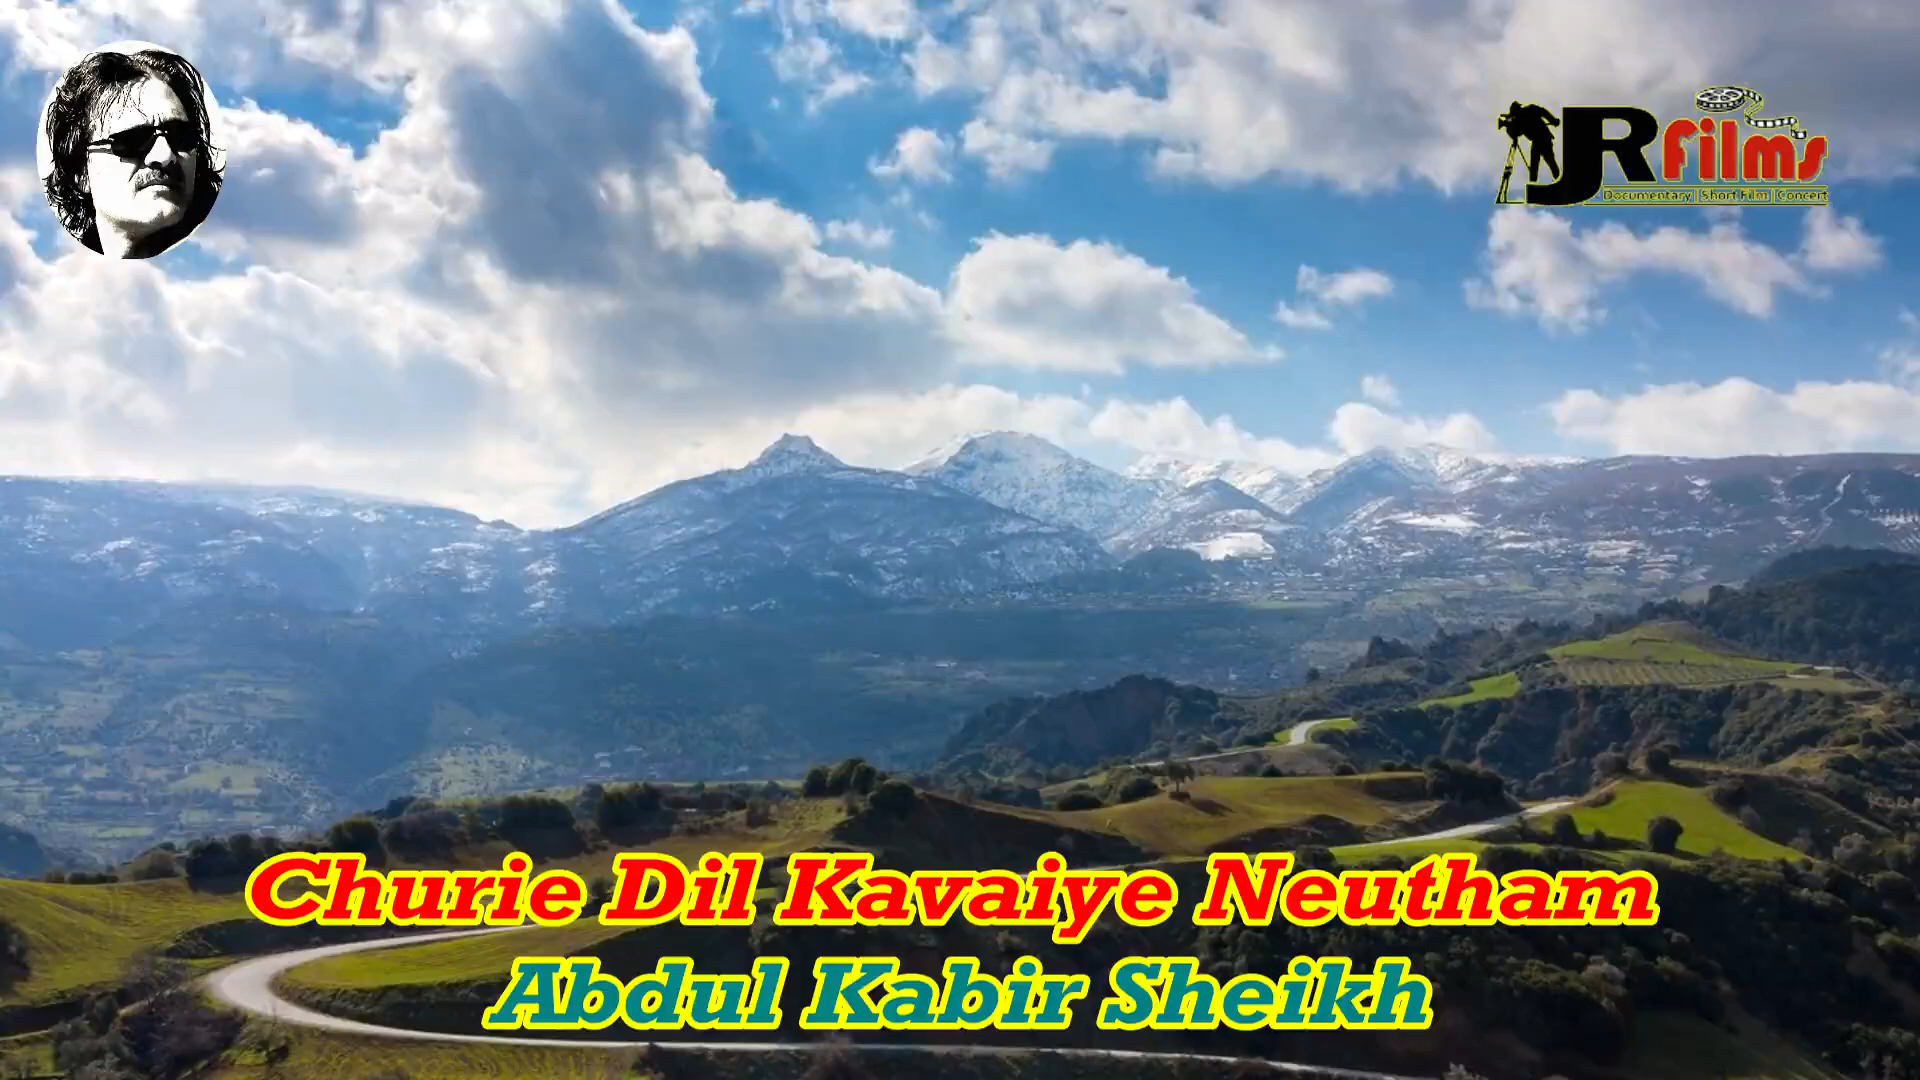 JR films
Documentary | Short Film | Concert
Churie Dil Kavaiye Neutham
Abdul Kabir Sheikh